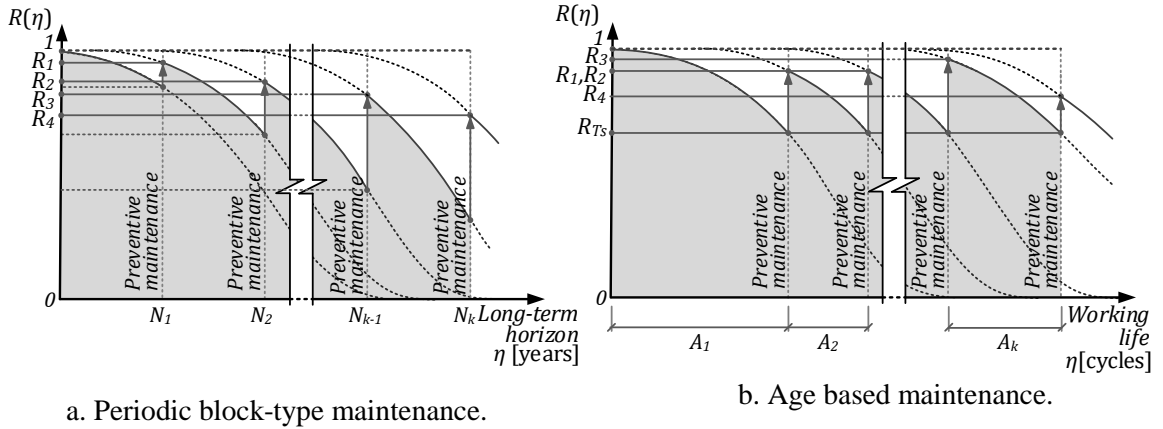 R(η)
1
R1
R2
R3
R4
0
Preventive
maintenance
Preventive
maintenance
Preventive
maintenance
Preventive
maintenance
N1
N2
Nk-1
Nk
Long-term
horizon
η [years]
a. Periodic block-type maintenance.
R(η)
1
R3
R1,R2
R4
RTs
0
Preventive
maintenance
Preventive
maintenance
Preventive
maintenance
Preventive
maintenance
A1
A2
Ak
Working
life
η[cycles]
b. Age based maintenance.